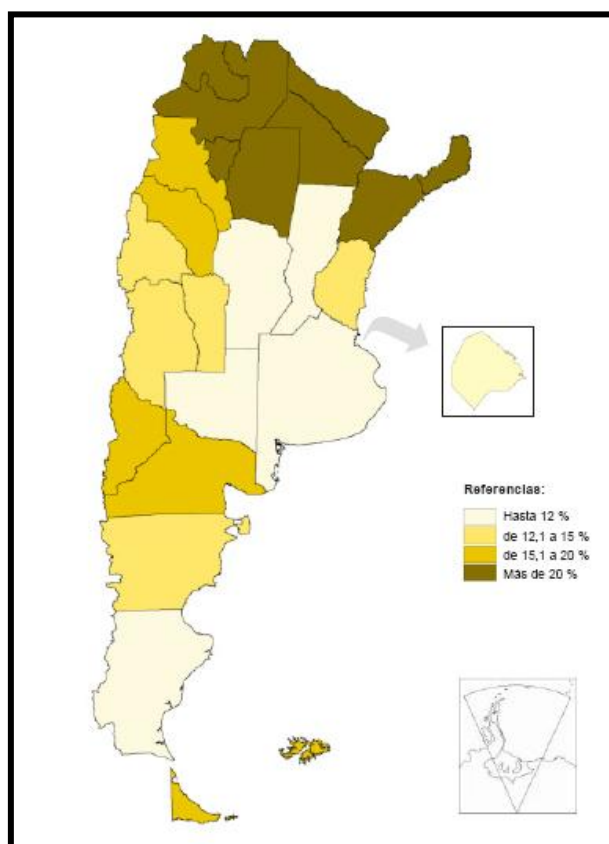 Referencias:
Hasta 12 %
de 12,1 a 15 %
de 15,1 a 20 %
Más de 20 %